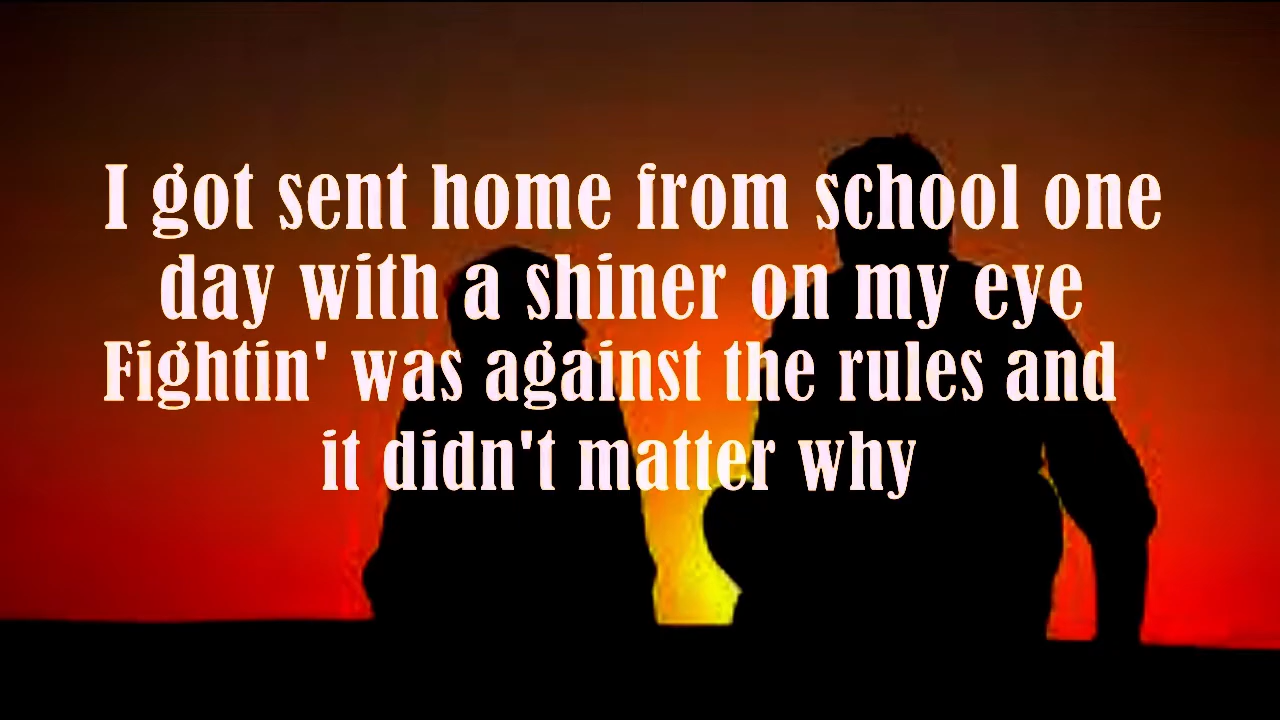 I got sent home from school one
day with a shiner on my eye
Fightin' was against the rules and
it didn't matter why